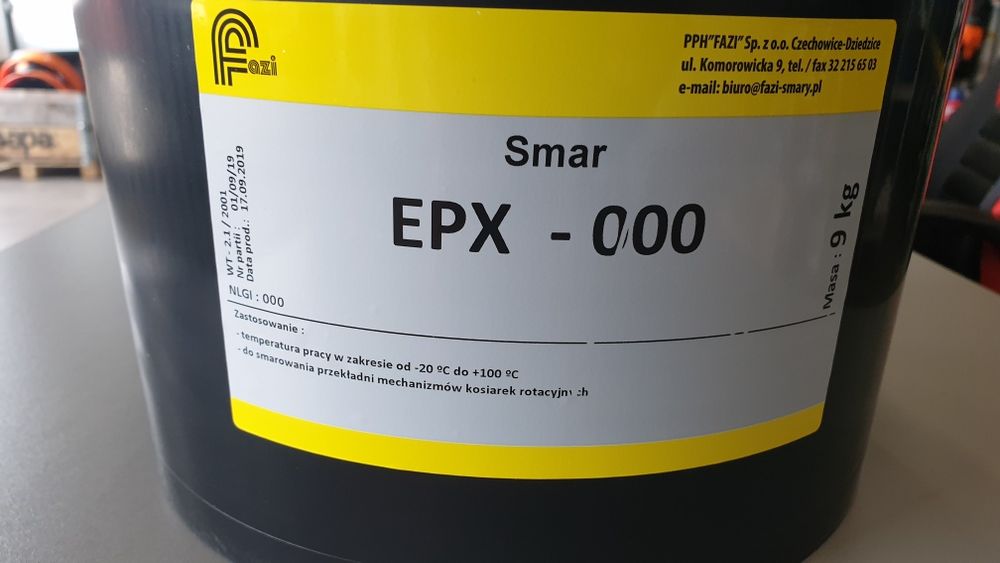 Fazi
PPH"FAZI" Sp. z o.o. Czechowice-Dziedzice
ul. Komorowicka 9, tel. / fax 32 215 65 03
e-mail: biuro@fazi-smary.pl
Smar
EPX - 000
WT - 2.1 / 2001
Nr partii : 01/09/19
Data prod.: 17.09.2019
Masa : 9 kg
NLGI : 000
Zastosowanie :
- temperatura pracy w zakresie od -20 ºC do +100 ºC
- do smarowania przekładni mechanizmów kosiarek rotacyjnych